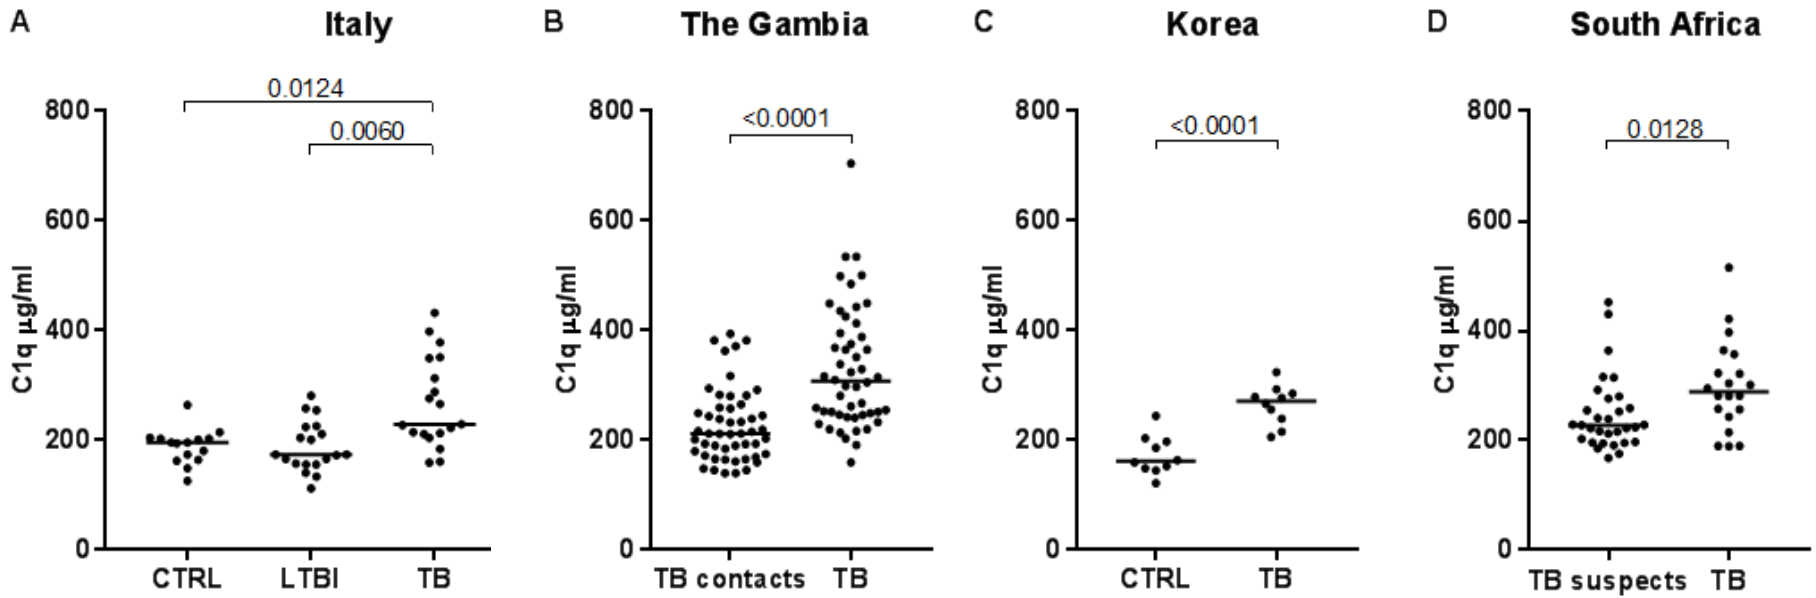 A Italy
0.0124
0.0060
800
600
400
200
0
C1q µg/ml
CTRL LTBI TB
B The Gambia
<0.0001
800
600
400
200
0
C1q µg/ml
TB contacts TB
C Korea
<0.0001
800
600
400
200
0
C1q µg/ml
CTRL TB
D South Africa
0.0128
800
600
400
200
0
C1q µg/ml
TB suspects TB